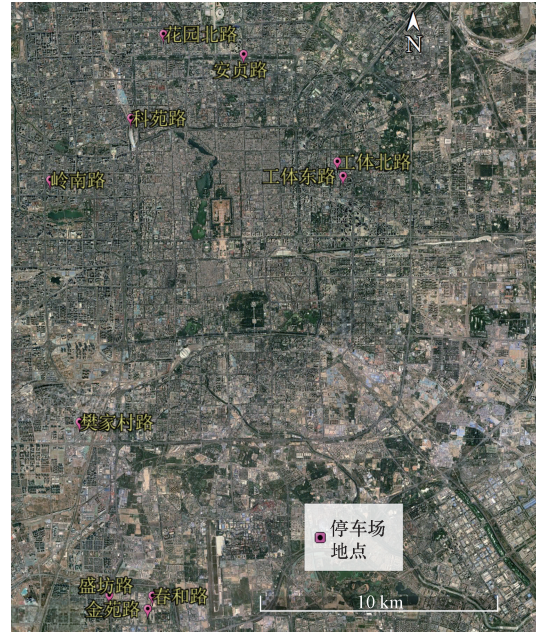 花园北路
N
安贞路
科苑路
工体北路
工体东路
岭南路
樊家村路
停车场
地点
盛坊路
春和路
金苑路
10 km